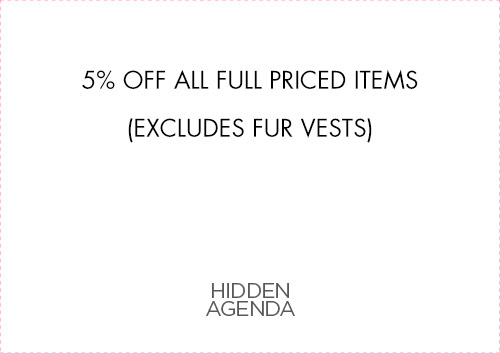 5% OFF ALL FULL PRICED ITEMS
(EXCLUDES FUR VESTS)
HIDDEN
AGENDA